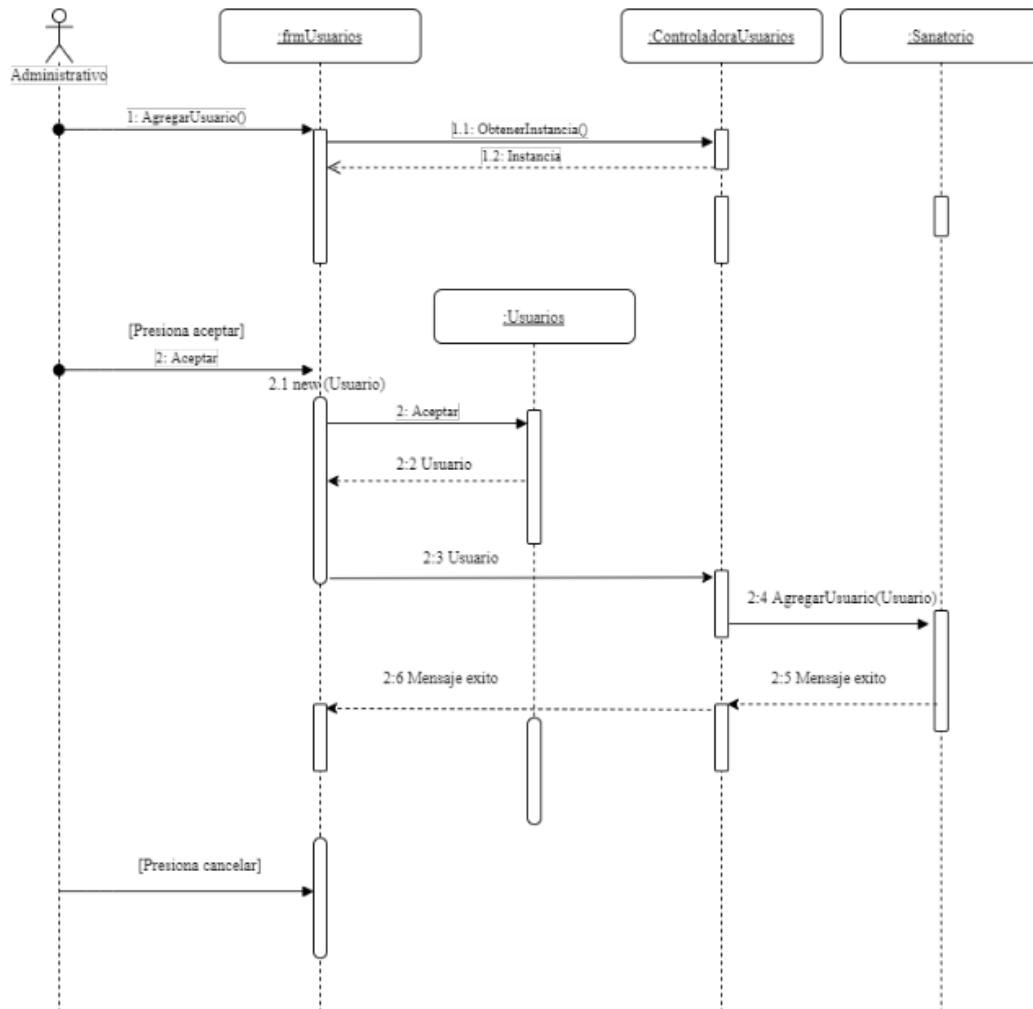 :frmUsuarios
:ControladoraUsuarios
:Sanatorio
Administrativo
1: AgregarUsuario()
1.1: ObtenerInstancia()
1.2: Instancia
:Usuarios
[Presiona aceptar]
2: Aceptar
2.1 new (Usuario)
2: Aceptar
2:2 Usuario
2:3 Usuario
2:4 AgregarUsuario(Usuario)
2:6 Mensaje exito
2:5 Mensaje exito
[Presiona cancelar]